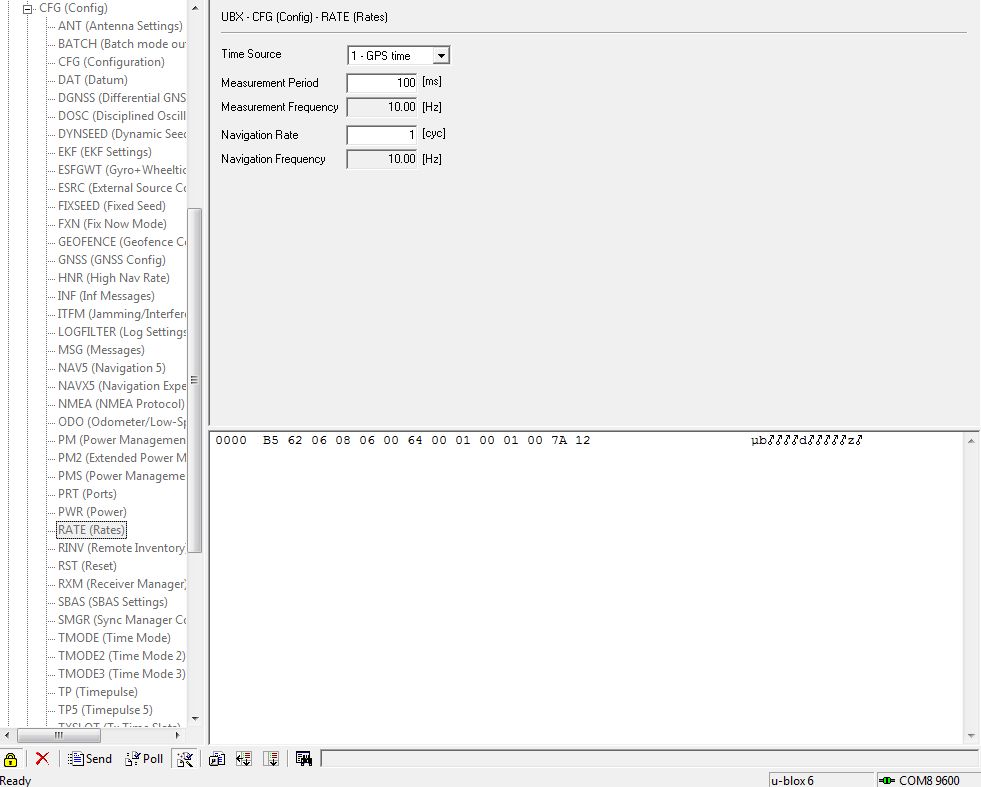 CFG (Config)
ANT (Antenna Settings)
BATCH (Batch mode ou
CFG (Configuration)
DAT (Datum)
DGNSS (Differential GNS
DOSC (Disciplined Oscill
DYNSEED (Dynamic Seed
EKF (EKF Settings)
ESFGWT (Gyro+Wheeltic
ESRC (External Source Co
FIXSEED (Fixed Seed)
FXN (Fix Now Mode)
GEOFENCE (Geofence Co
GNSS (GNSS Config)
HNR (High Nav Rate)
INF (Inf Messages)
ITFM (Jamming/Interfere
LOGFILTER (Log Settings
MSG (Messages)
NAV5 (Navigation 5)
NAVX5 (Navigation Expe
NMEA (NMEA Protocol)
ODO (Odometer/Low-Sp
PM (Power Managemen
PM2 (Extended Power M
PMS (Power Manageme
PRT (Ports)
PWR (Power)
RATE (Rates)
RINV (Remote Inventory)
RST (Reset)
RXM (Receiver Manager)
SBAS (SBAS Settings)
SMGR (Sync Manager Co
TMODE (Time Mode)
TMODE2 (Time Mode 2)
TMODE3 (Time Mode 3)
TP (Timepulse)
TP5 (Timepulse 5)
TXSLOT (Tx Time Slots)
UBX - CFG (Config) - RATE (Rates)
Time Source 1 - GPS time
Measurement Period 100 [ms]
Measurement Frequency 10.00 [Hz]
Navigation Rate 1 [cyc]
Navigation Frequency 10.00 [Hz]
0000 B5 62 06 08 06 00 64 00 01 00 01 00 7A 12 µb♪♪♪♪d♪♪♪♪♪z♪
Send Poll
Ready u-blox 6 COM8 9600